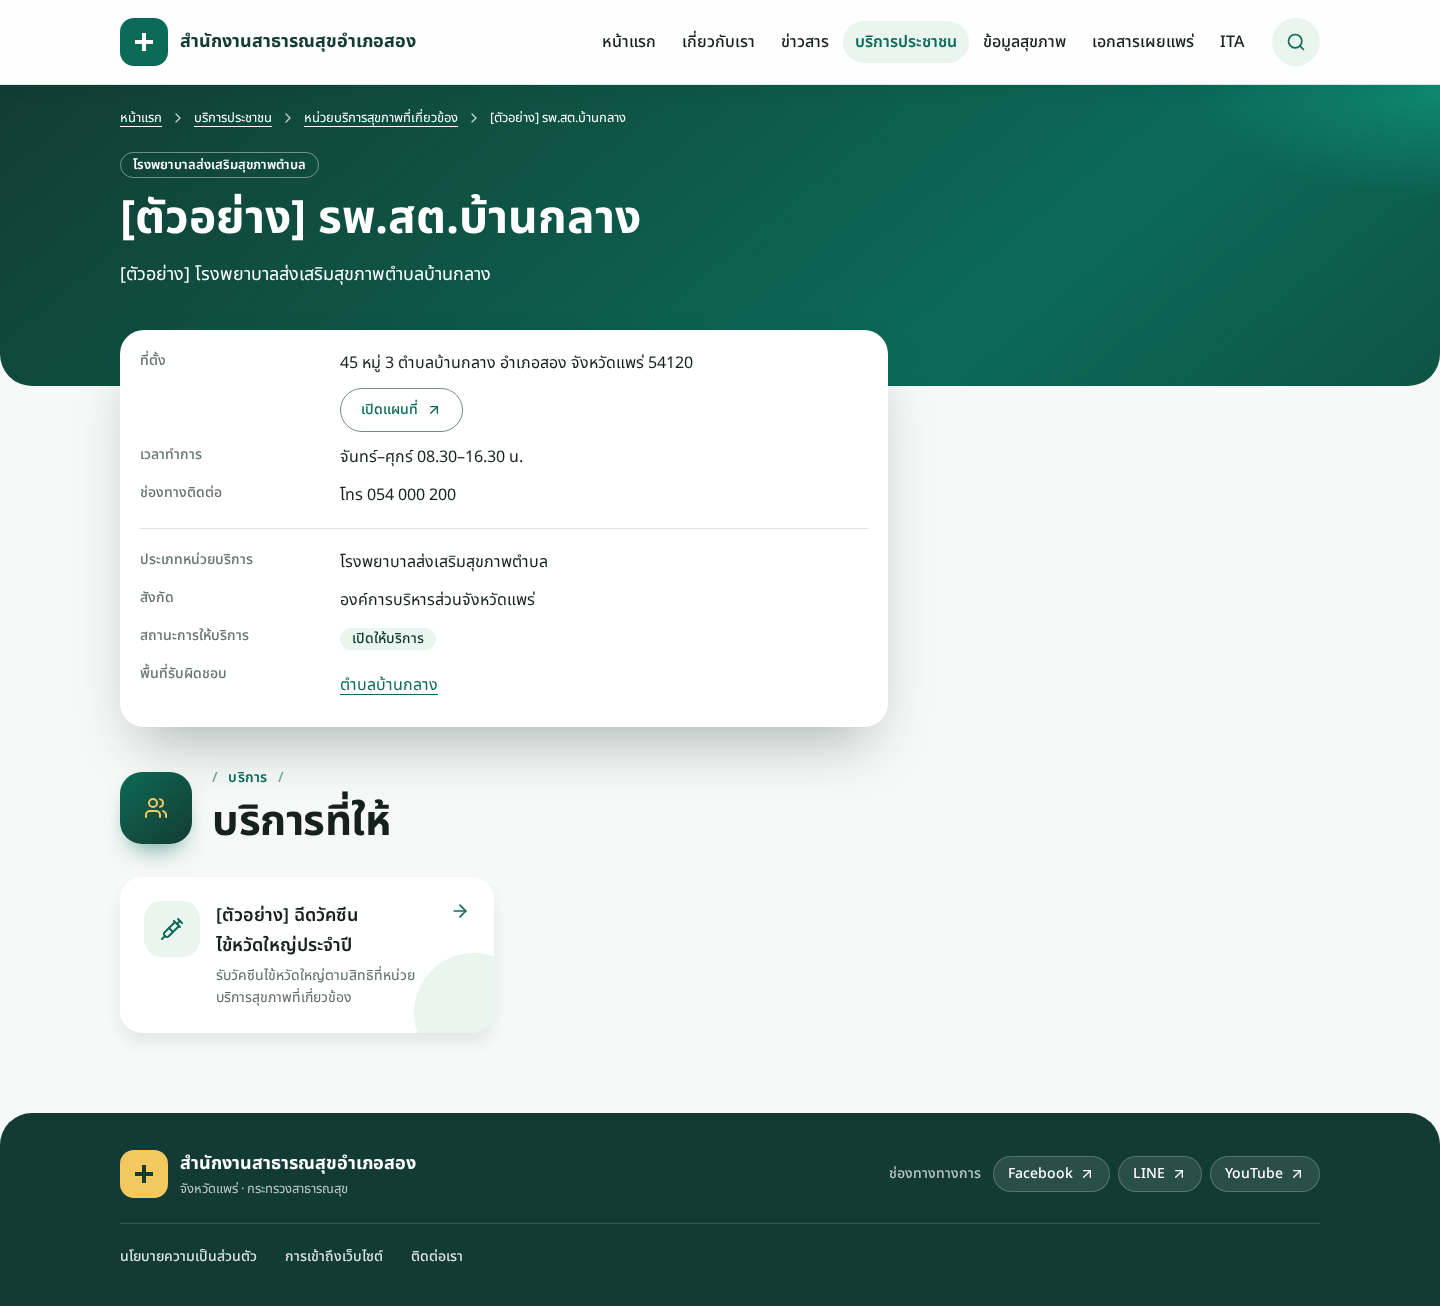 สำนักงานสาธารณสุขอำเภอสอง
หน้าแรก
เกี่ยวกับเรา
ข่าวสาร
บริการประชาชน
ข้อมูลสุขภาพ
เอกสารเผยแพร่
ITA
หน้าแรก
บริการประชาชน
หน่วยบริการสุขภาพที่เกี่ยวข้อง
[ตัวอย่าง] รพ.สต.บ้านกลาง
โรงพยาบาลส่งเสริมสุขภาพตำบล
[ตัวอย่าง] รพ.สต.บ้านกลาง
[ตัวอย่าง] โรงพยาบาลส่งเสริมสุขภาพตำบลบ้านกลาง
ที่ตั้ง
45 หมู่ 3 ตำบลบ้านกลาง อำเภอสอง จังหวัดแพร่ 54120
เปิดแผนที่
เวลาทำการ
จันทร์–ศุกร์ 08.30–16.30 น.
ช่องทางติดต่อ
โทร 054 000 200
ประเภทหน่วยบริการ
โรงพยาบาลส่งเสริมสุขภาพตำบล
สังกัด
องค์การบริหารส่วนจังหวัดแพร่
สถานะการให้บริการ
เปิดให้บริการ
พื้นที่รับผิดชอบ
ตำบลบ้านกลาง
/ บริการ /
บริการที่ให้
[ตัวอย่าง] ฉีดวัคซีน
ไข้หวัดใหญ่ประจำปี
รับวัคซีนไข้หวัดใหญ่ตามสิทธิที่หน่วย
บริการสุขภาพที่เกี่ยวข้อง
สำนักงานสาธารณสุขอำเภอสอง
จังหวัดแพร่ · กระทรวงสาธารณสุข
ช่องทางทางการ
Facebook
LINE
YouTube
นโยบายความเป็นส่วนตัว
การเข้าถึงเว็บไซต์
ติดต่อเรา